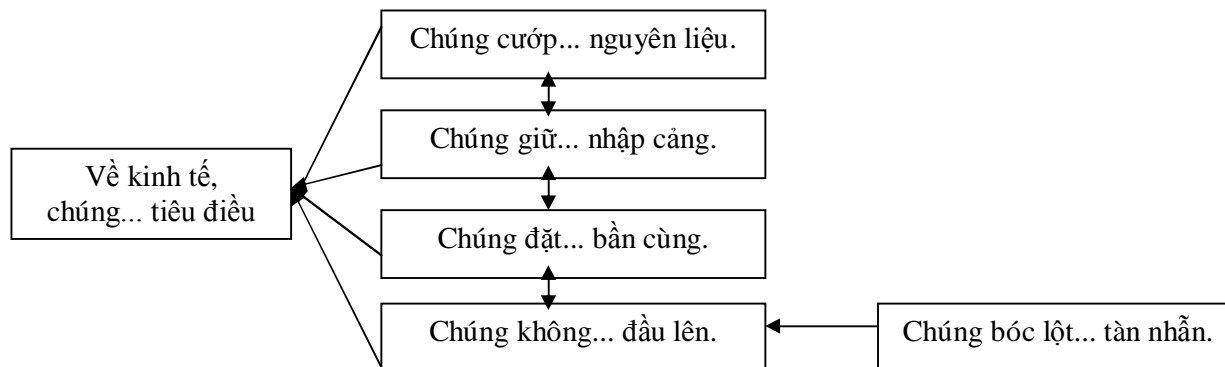 Chúng cướp... nguyên liệu.
Chúng giữ... nhập cảng.
Về kinh tế,
chúng... tiêu điều
Chúng đặt... bần cùng.
Chúng không... đầu lên.
Chúng bóc lột... tàn nhẫn.